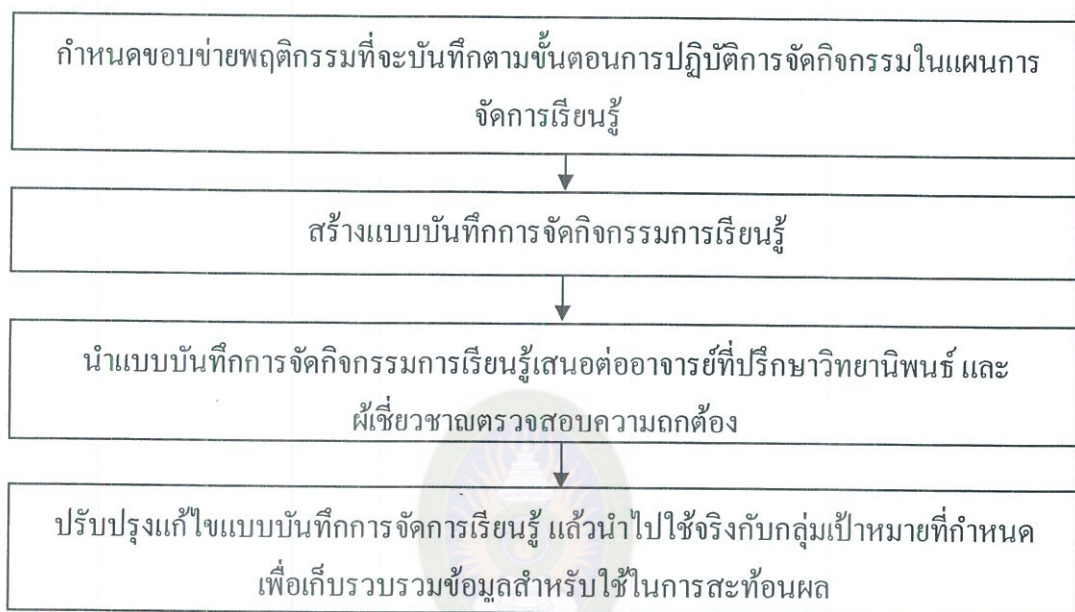 กำหนดขอบข่ายพฤติกรรมที่จะบันทึกตามขั้นตอนการปฏิบัติการจัดกิจกรรมในแผนการ
จัดการเรียนรู้
สร้างแบบบันทึกการจัดกิจกรรมการเรียนรู้
นำแบบบันทึกการจัดกิจกรรมการเรียนรู้เสนอต่ออาจารย์ที่ปรึกษาวิทยานิพนธ์ และ
ผู้เชี่ยวชาญตรวจสอบความถูกต้อง
ปรับปรุงแก้ไขแบบบันทึกการจัดการเรียนรู้ แล้วนำไปใช้จริงกับกลุ่มเป้าหมายที่กำหนด
เพื่อเก็บรวบรวมข้อมูลสำหรับใช้ในการสะท้อนผล